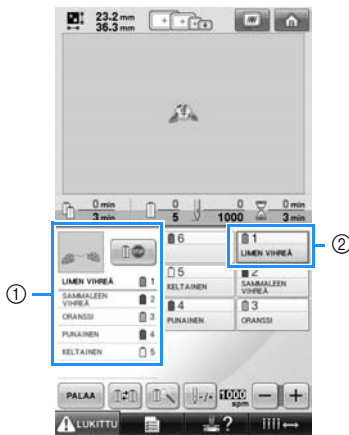 23.2 mm
36.3 mm
0 min
3 min
0
5
0
1000
0 min
3 min
LIMEN VIHREÄ 1
SAMMALEEN VIHREÄ 2
ORANSSI 3
PUNAINEN 4
KELTAINEN 5
6
1
LIMEN VIHREÄ
5
KELTAINEN
2
SAMMALEEN
VIHREÄ
4
PUNAINEN
3
ORANSSI
①
②
PALAA
-/+
1000
spm
−
+
LUKITTU
?